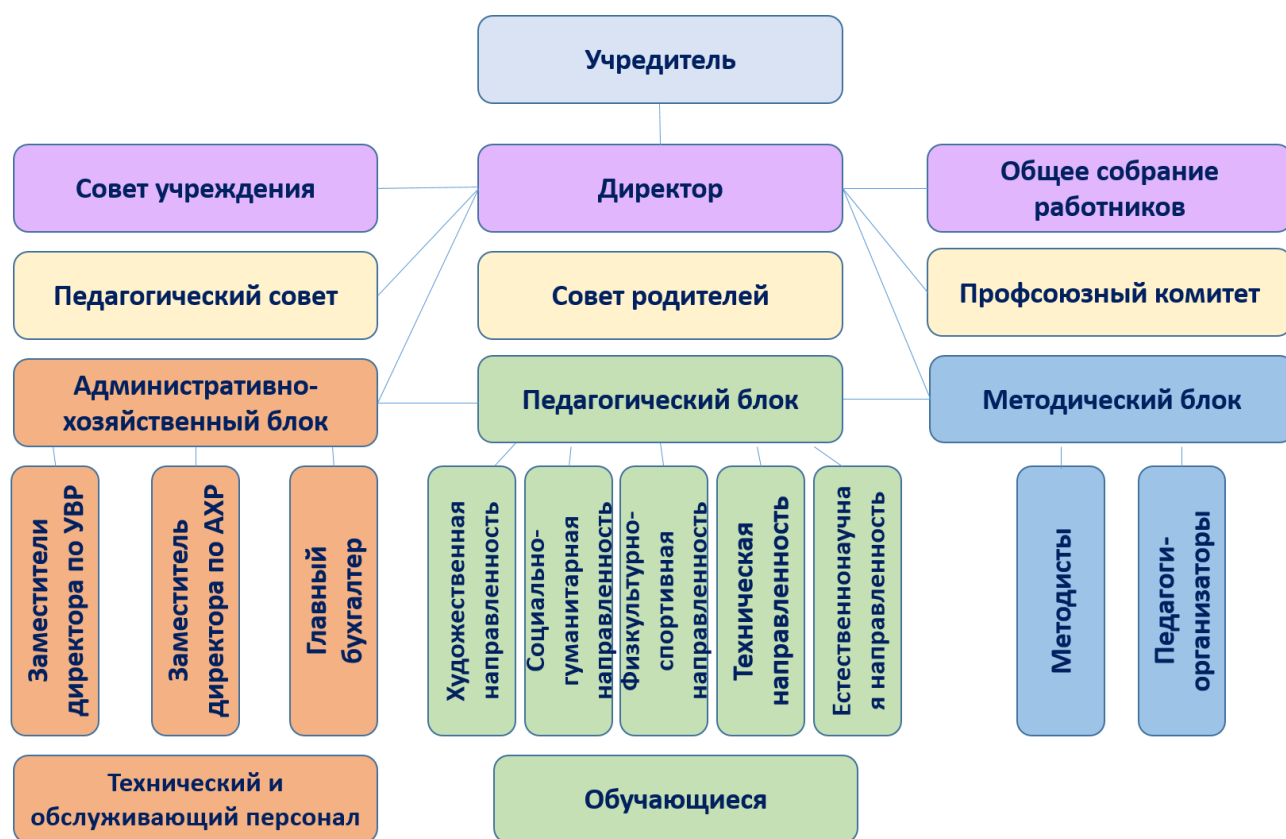 Учредитель
Совет учреждения
Директор
Общее собрание
работников
Педагогический совет
Совет родителей
Профсоюзный комитет
Административно-
хозяйственный блок
Педагогический блок
Методический блок
Заместители
директора по УВР
Заместитель
директора по АХР
Главный
бухгалтер
Художественная
направленность
Социально-
гуманитарная
направленность
Физкультурно-
спортивная
направленность
Техническая
направленность
Естественнонаучна
я направленность
Методисты
Педагоги-
организаторы
Технический и
обслуживающий персонал
Обучающиеся